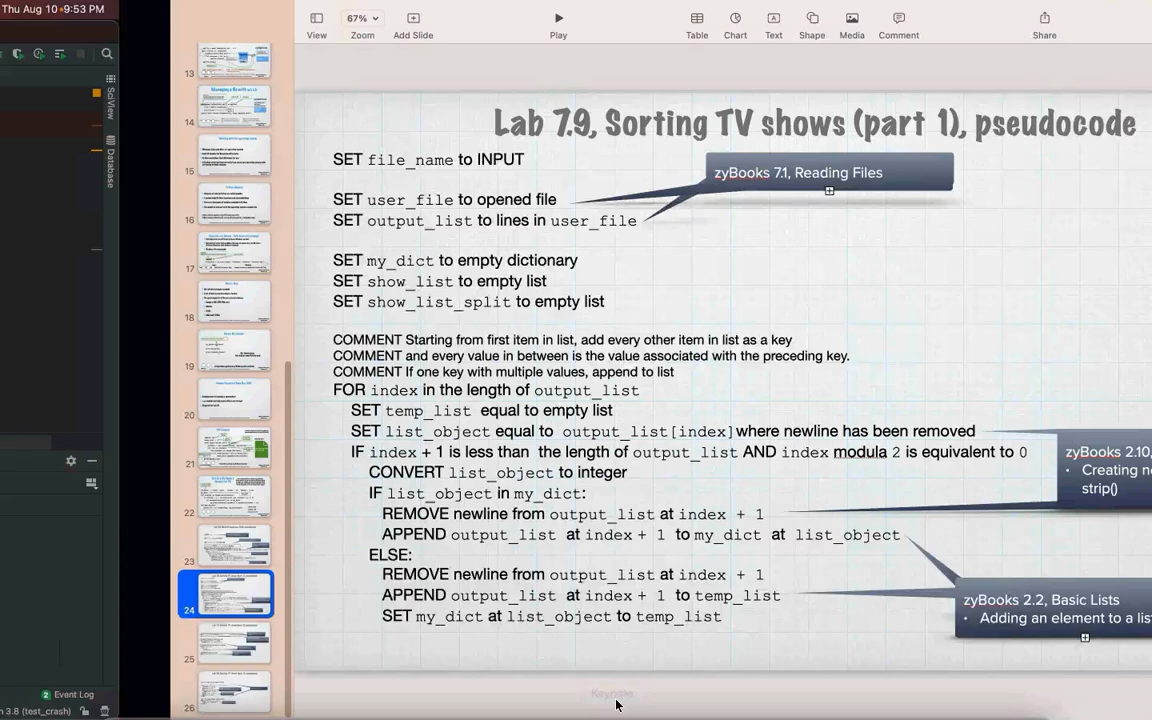 Thu Aug 10 9:53 PM
67%
View
Zoom
Add Slide
Play
Table
Chart
Text
Shape
Media
Comment
Share
SciView
Database
13
14
15
16
17
18
19
20
21
22
23
24
25
26
Lab 7.9, Sorting TV shows (part 1), pseudocode
SET file_name to INPUT
zyBooks 7.1, Reading Files
SET user_file to opened file
SET output_list to lines in user_file
SET my_dict to empty dictionary
SET show_list to empty list
SET show_list_split to empty list
COMMENT Starting from first item in list, add every other item in list as a key
COMMENT and every value in between is the value associated with the preceding key.
COMMENT If one key with multiple values, append to list
FOR index in the length of output_list
SET temp_list equal to empty list
SET list_object equal to output_list[index] where newline has been removed
IF index + 1 is less than the length of output_list AND index modula 2 is equivalent to 0
CONVERT list_object to integer
IF list_object in my_dict:
REMOVE newline from output_list at index + 1
APPEND output_list at index + 1 to my_dict at list_object
ELSE:
REMOVE newline from output_list at index + 1
APPEND output_list at index + 1 to temp_list
SET my_dict at list_object to temp_list
zyBooks 2.10,
• Creating ne
strip()
zyBooks 2.2, Basic Lists
• Adding an element to a lis
Keynote
2 Event Log
n 3.8 (test_crash)